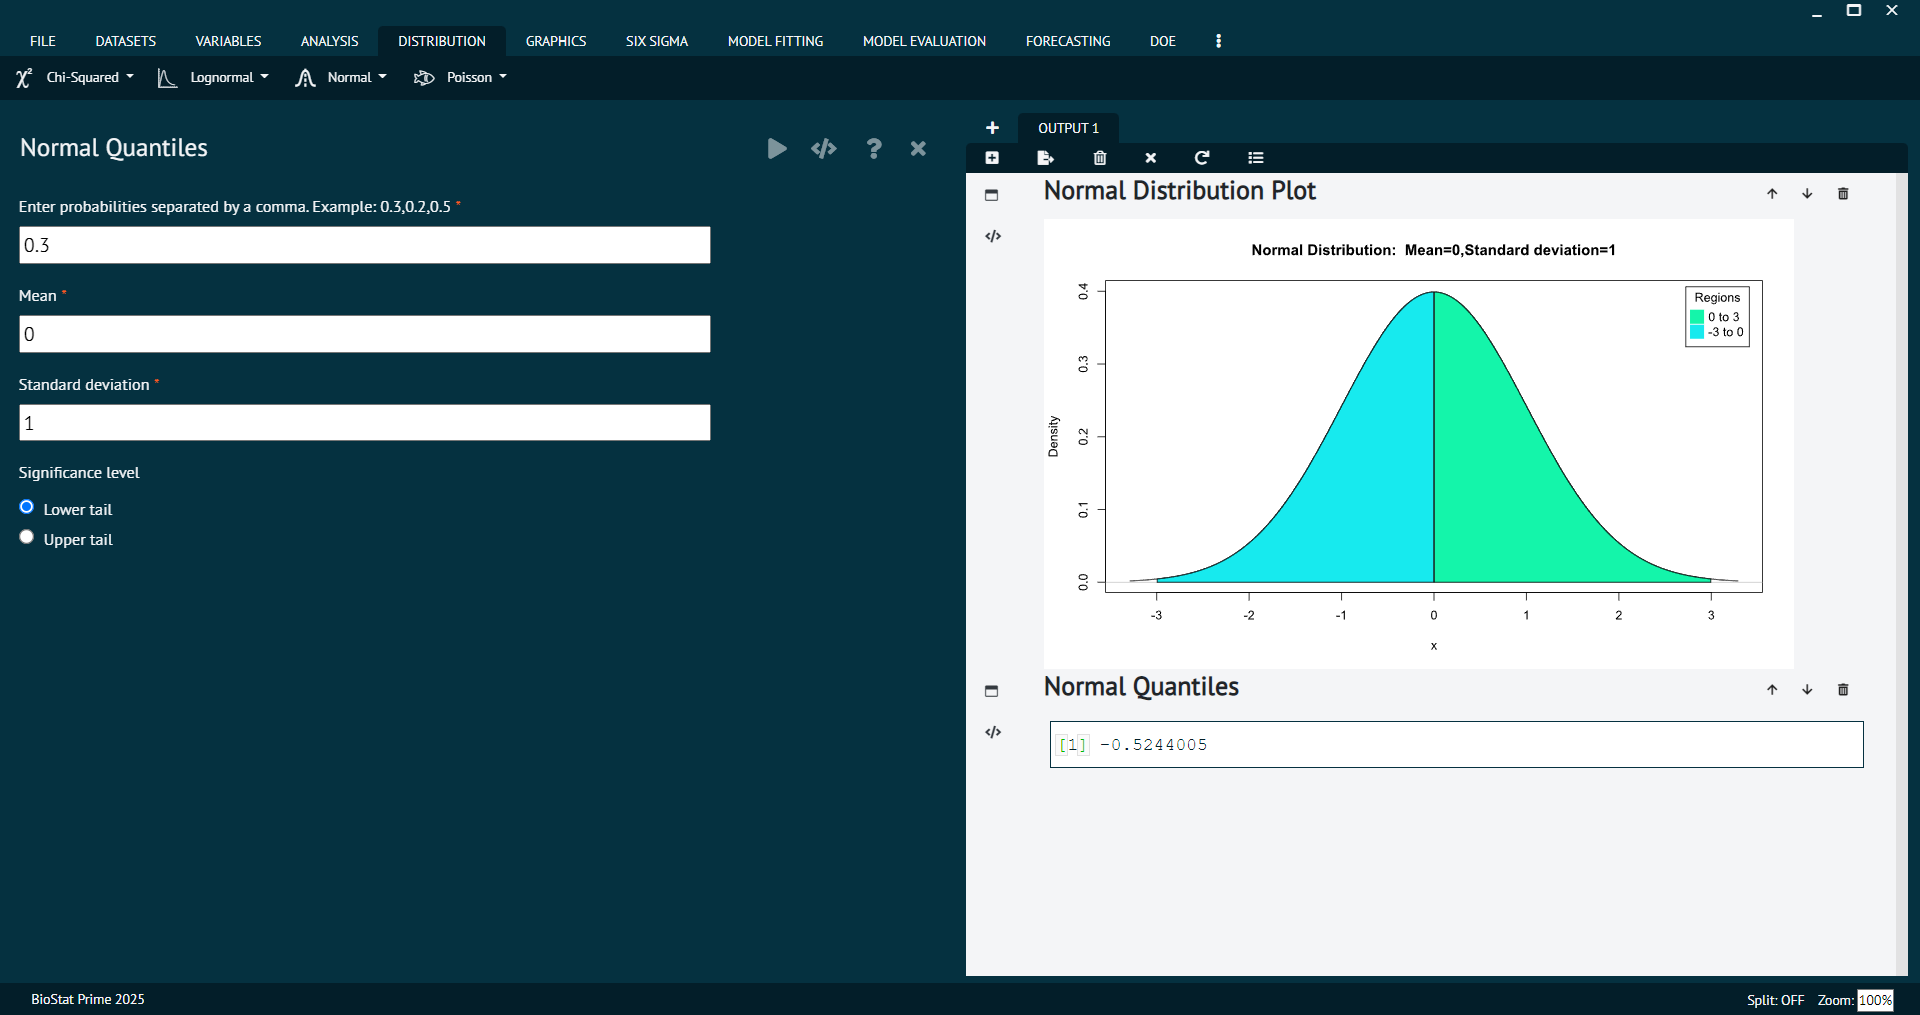 FILE DATASETS VARIABLES ANALYSIS DISTRIBUTION GRAPHICS SIX SIGMA MODEL FITTING MODEL EVALUATION FORECASTING DOE
χ² Chi-Squared Lognormal Normal Poisson
Normal Quantiles
Enter probabilities separated by a comma. Example: 0.3,0.2,0.5 *
0.3
Mean *
0
Standard deviation *
1
Significance level
Lower tail
Upper tail
OUTPUT 1
Normal Distribution Plot
Normal Distribution:  Mean=0,Standard deviation=1
Regions
0 to 3
-3 to 0
Density
0.4
0.3
0.2
0.1
0.0
-3 -2 -1 0 1 2 3
x
Normal Quantiles
[1] -0.5244005
BioStat Prime 2025
Split: OFF Zoom: 100%